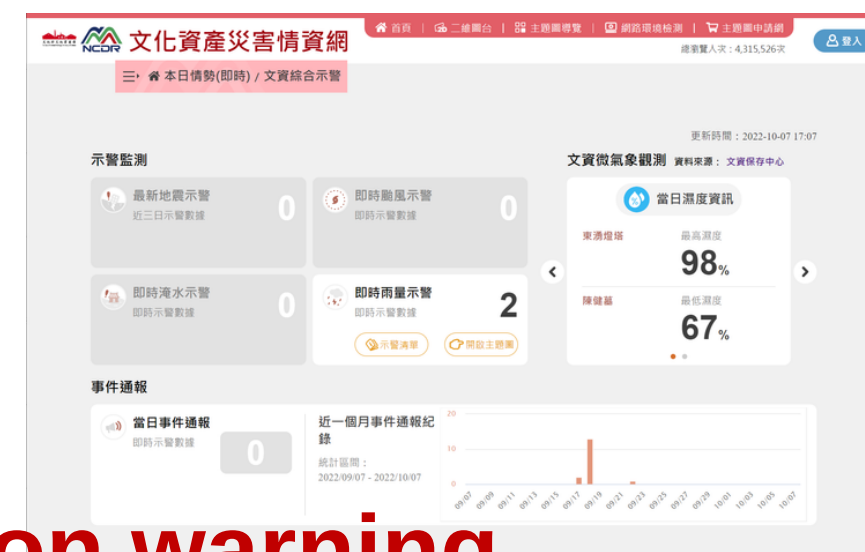 NCDR
文化資產災害情資網
首頁 | 二維圖台 | 主題圖導覽 | 網路環境檢測 | 主題圖申請網
總瀏覽人次：4,315,526次
登入
本日情勢(即時) / 文資綜合示警
更新時間：2022-10-07 17:07
示警監測
最新地震示警
近三日示警數據
0
即時颱風示警
即時示警數據
0
即時淹水示警
即時示警數據
0
即時雨量示警
即時示警數據
2
示警清單
開啟主題圖
文資微氣象觀測 資料來源：文資保存中心
當日濕度資訊
東湧燈塔
最高濕度
98%
陳健墓
最低濕度
67%
事件通報
當日事件通報
即時示警數據
0
近一個月事件通報紀
錄
統計區間：
2022/09/07 - 2022/10/07
20
10
0
09/07 09/09 09/11 09/13 09/15 09/17 09/19 09/21 09/23 09/25 09/27 09/29 10/01 10/03 10/05 10/07
on warning